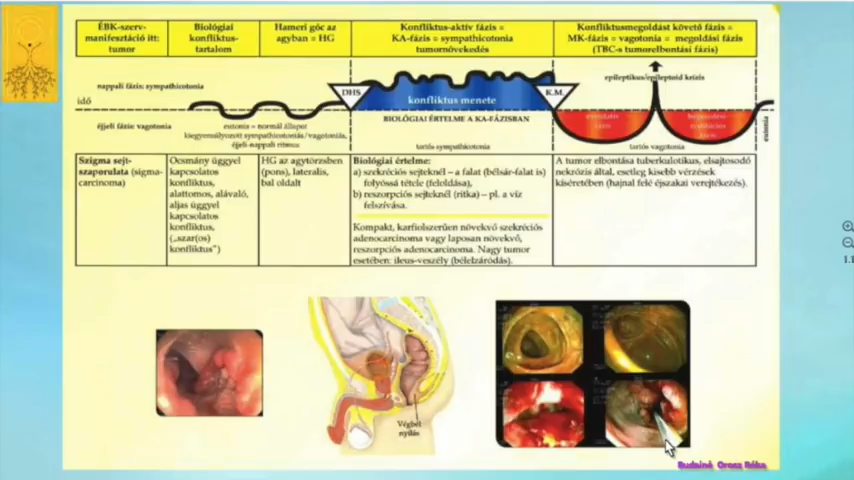 ÉBK-szerv-
manifesztáció itt:
tumor
Biológiai
konfliktus-
tartalom
Hameri góc az
agyban = HG
Konfliktus-aktív fázis =
KA-fázis = sympathicotonia
tumornövekedés
Konfliktusmegoldást követő fázis =
MK-fázis = vagotonia = megoldási fázis
(TBC-s tumorelbontási fázis)
nappali fázis: sympathicotonia
epileptikus/epileptoid krízis
DHS
K.M.
idő
konfliktus menete
BIOLÓGIAI ÉRTELME A KA-FÁZISBAN
éjjeli fázis: vagotonia
eutonia = normál állapot
kiegyensúlyozott sympathicotoniás/vagotoniás,
éjjeli-nappali ritmus
tartós sympathicotonia
tartós vagotonia
eutonia
Szigma sejt-
szaporulata (sigma-
carcinoma)
Ocsmány üggyel
kapcsolatos
konfliktus,
alattomos, alávaló,
aljas üggyel
kapcsolatos
konfliktus,
(„szar(os)
konfliktus")
HG az agytörzsben
(pons), lateralis,
bal oldalt
Biológiai értelme:
a) szekréciós sejteknél – a falat (bélsár-falat is)
folyóssá tétele (feloldása),
b) reszorpciós sejteknél (ritka) – pl. a víz
felszívása.
Kompakt, karfiolszerűen növekvő szekréciós
adenocarcinoma vagy laposan növekvő,
reszorpciós adenocarcinoma. Nagy tumor
esetében: ileus-veszély (bélelzáródás).
A tumor elbontása tuberkulotikus, elsajtosodó
nekrózis által, esetleg kisebb vérzések
kíséretében (hajnal felé éjszakai verejtékezés).
Végbél
nyílás